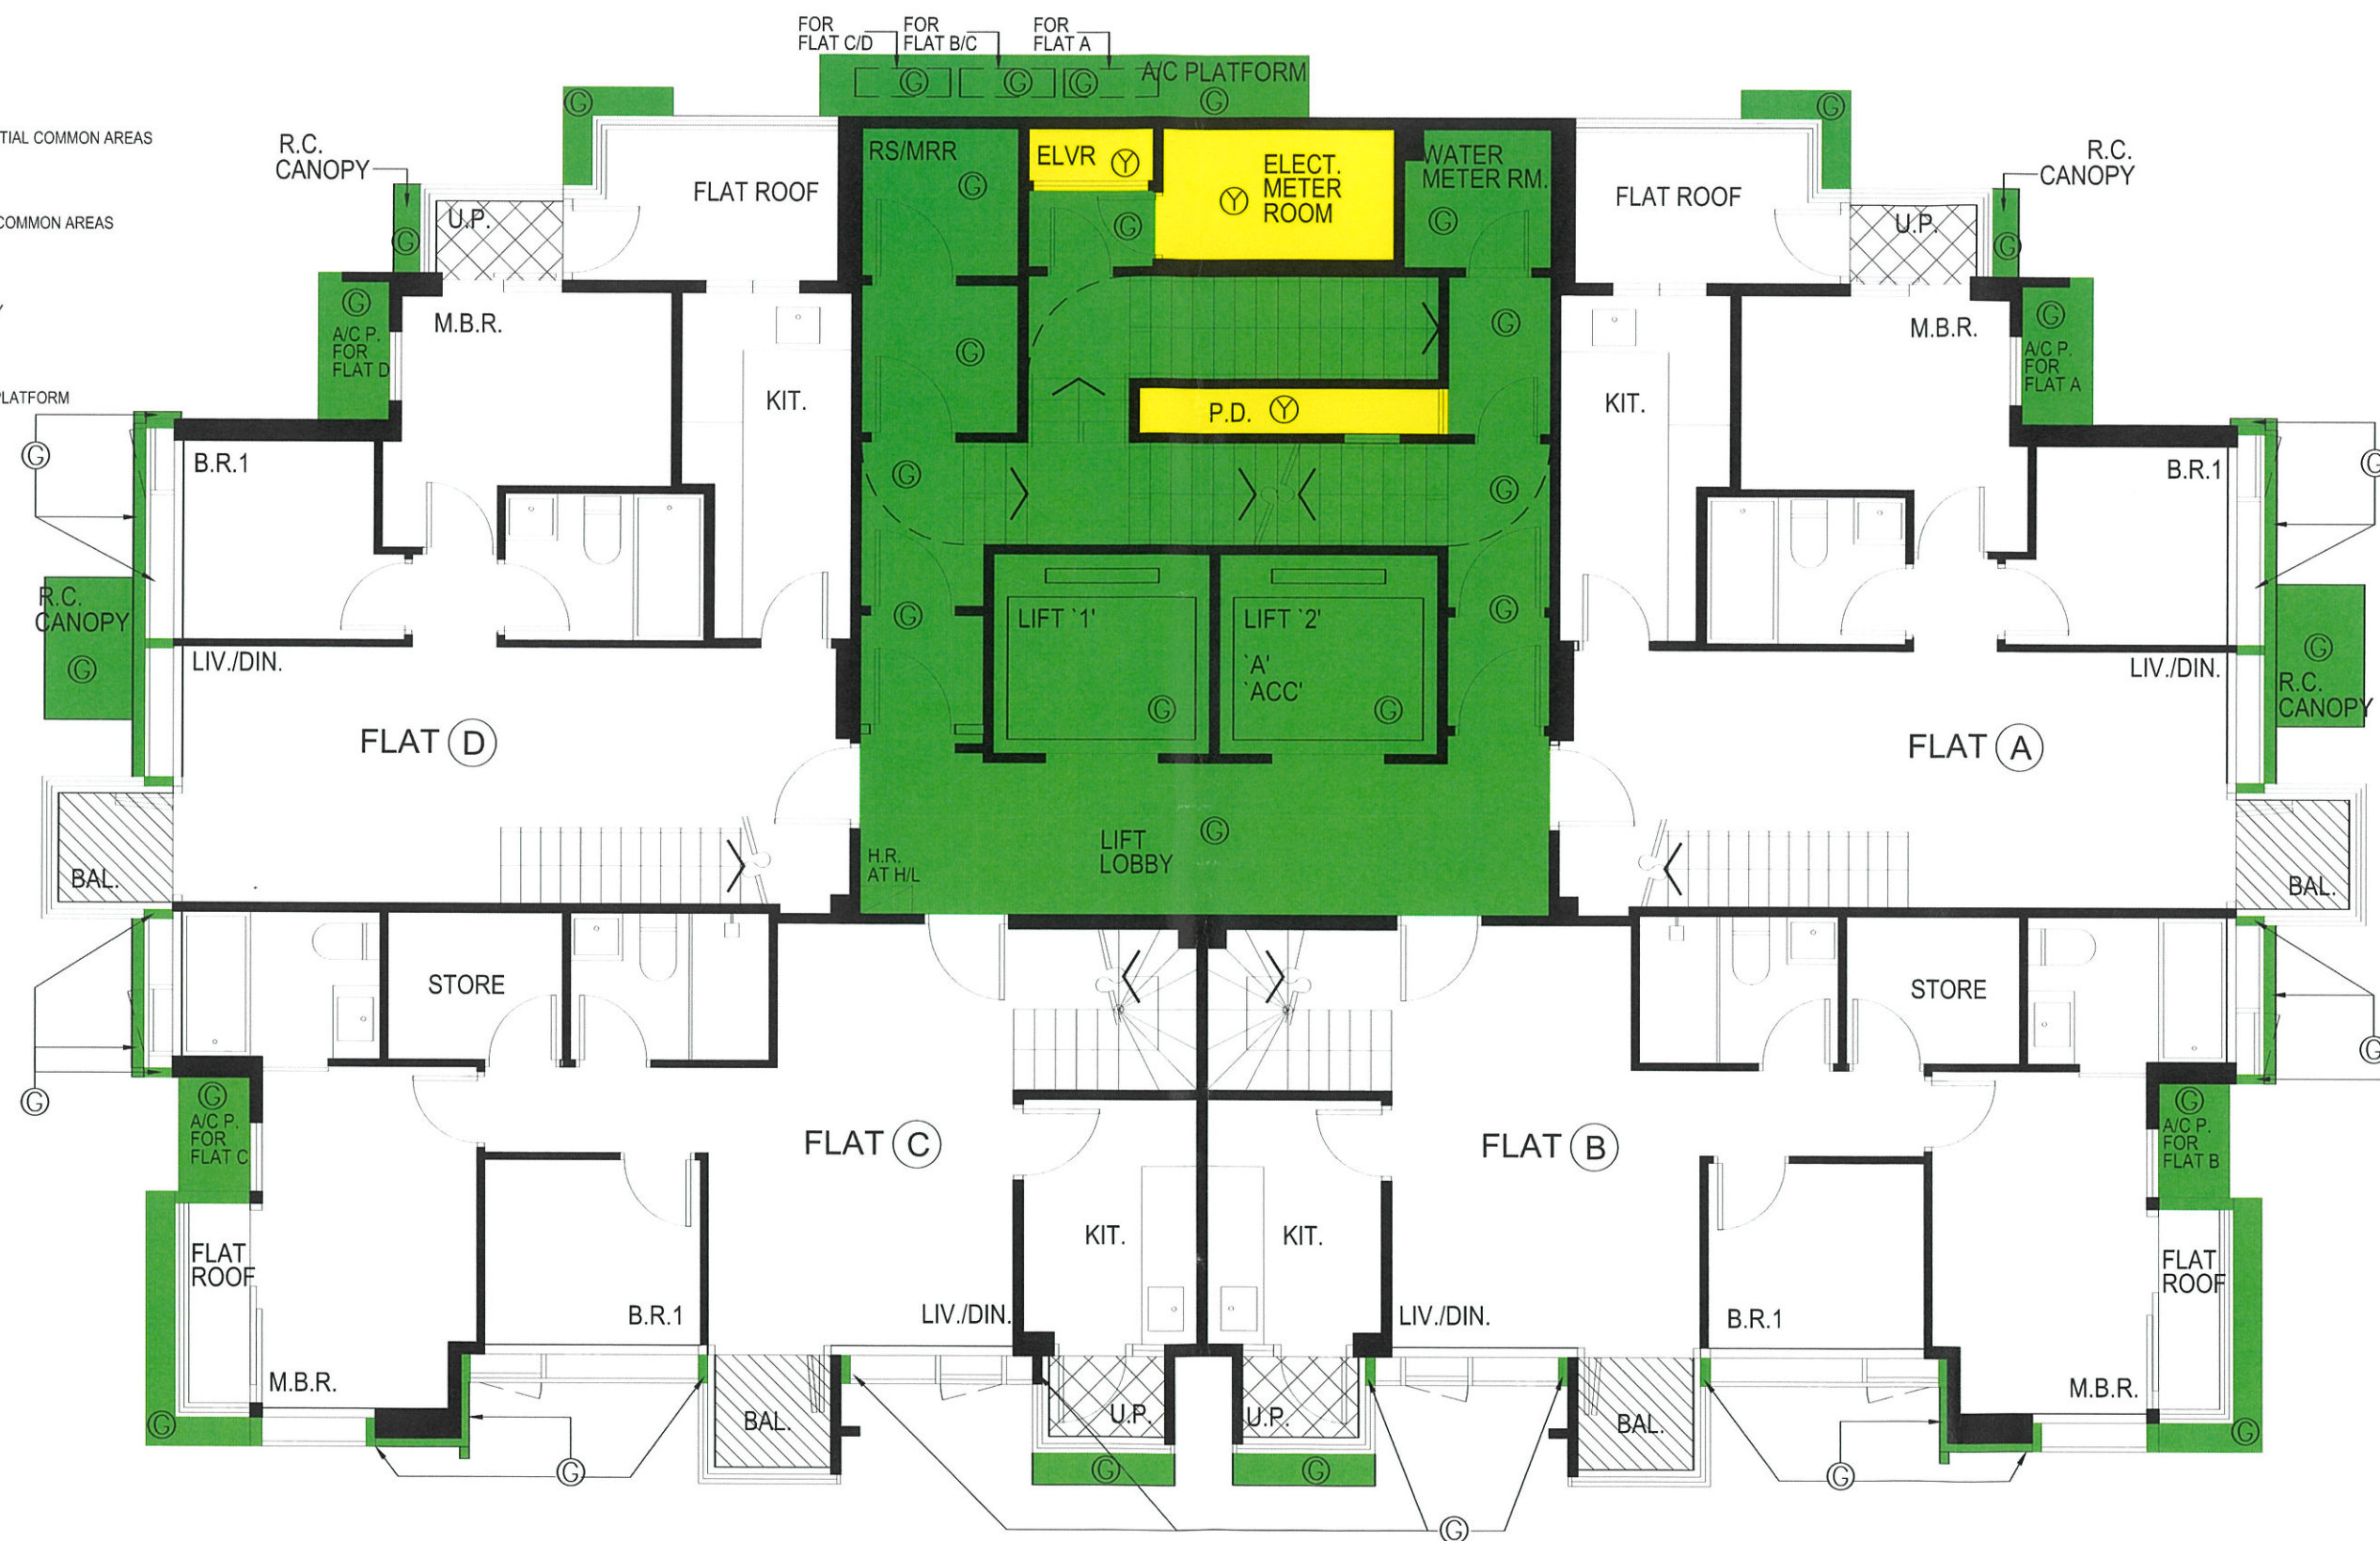 FOR
FLAT C/D
FOR
FLAT B/C
FOR
FLAT A
A/C PLATFORM
G G G G
G
G
TIAL COMMON AREAS
COMMON AREAS
LATFORM
R.C.
CANOPY
R.C.
CANOPY
RS/MRR
G
ELVR Y
ELECT.
METER
ROOM
Y
WATER
METER RM.
G
G
FLAT ROOF
FLAT ROOF
U.P.
G
U.P.
G
G
A/C P.
FOR
FLAT D
M.B.R.
KIT.
G
G
P.D. Y
KIT.
M.B.R.
G
A/C P.
FOR
FLAT A
G
B.R.1
G
G
B.R.1
G
R.C.
CANOPY
G
G
LIFT `1'
G
LIFT `2'
`A'
`ACC'
G
G
G
R.C.
CANOPY
LIV./DIN.
LIV./DIN.
FLAT D
FLAT A
LIFT
LOBBY
G
H.R.
AT H/L
BAL.
BAL.
STORE
STORE
G
G
G
A/C P.
FOR
FLAT C
FLAT C
FLAT B
G
A/C P.
FOR
FLAT B
FLAT
ROOF
KIT.
KIT.
FLAT
ROOF
B.R.1
LIV./DIN.
LIV./DIN.
B.R.1
M.B.R.
M.B.R.
G
BAL.
U.P.
U.P.
BAL.
G
G
G
G
G
G